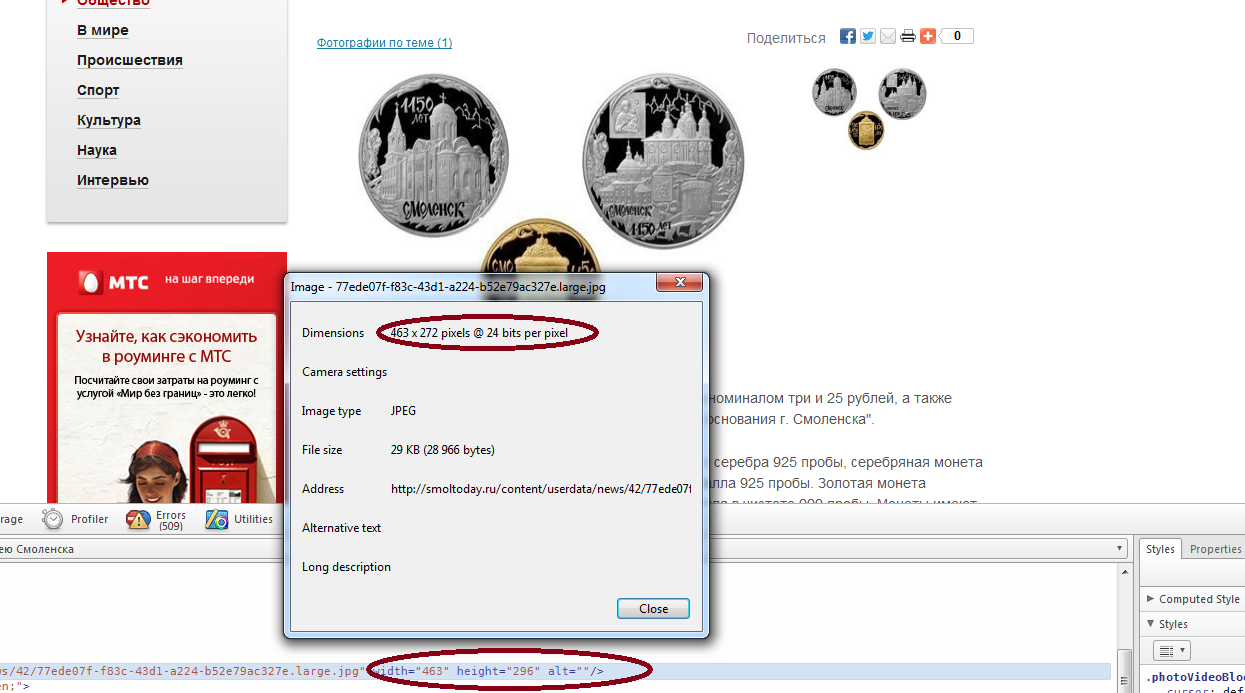 Общество
В мире
Происшествия
Спорт
Культура
Наука
Интервью
Фотографии по теме (1)
Поделиться
0
1150
ЛЕТ
СМОЛЕНСК
СМОЛЕНСК
1150 ЛЕТ
МТС на шаг впереди
Узнайте, как сэкономить
в роуминге с МТС
Посчитайте свои затраты на роуминг с
услугой «Мир без границ» - это легко!
Image - 77ede07f-f83c-43d1-a224-b52e79ac327e.large.jpg
Dimensions 463 x 272 pixels @ 24 bits per pixel
Camera settings
Image type JPEG
File size 29 KB (28 966 bytes)
Address http://smoltoday.ru/content/userdata/news/42/77ede07f
Alternative text
Long description
Close
номиналом три и 25 рублей, а также
основания г. Смоленска".
серебра 925 пробы, серебряная монета
алла 925 пробы. Золотая монета
rage Profiler Errors (509) Utilities
ею Смоленска
Styles Properties
Computed Style
Styles
s/42/77ede07f-f83c-43d1-a224-b52e79ac327e.large.jpg" width="463" height="296" alt=""/>
en;">
.photoVideoBlo